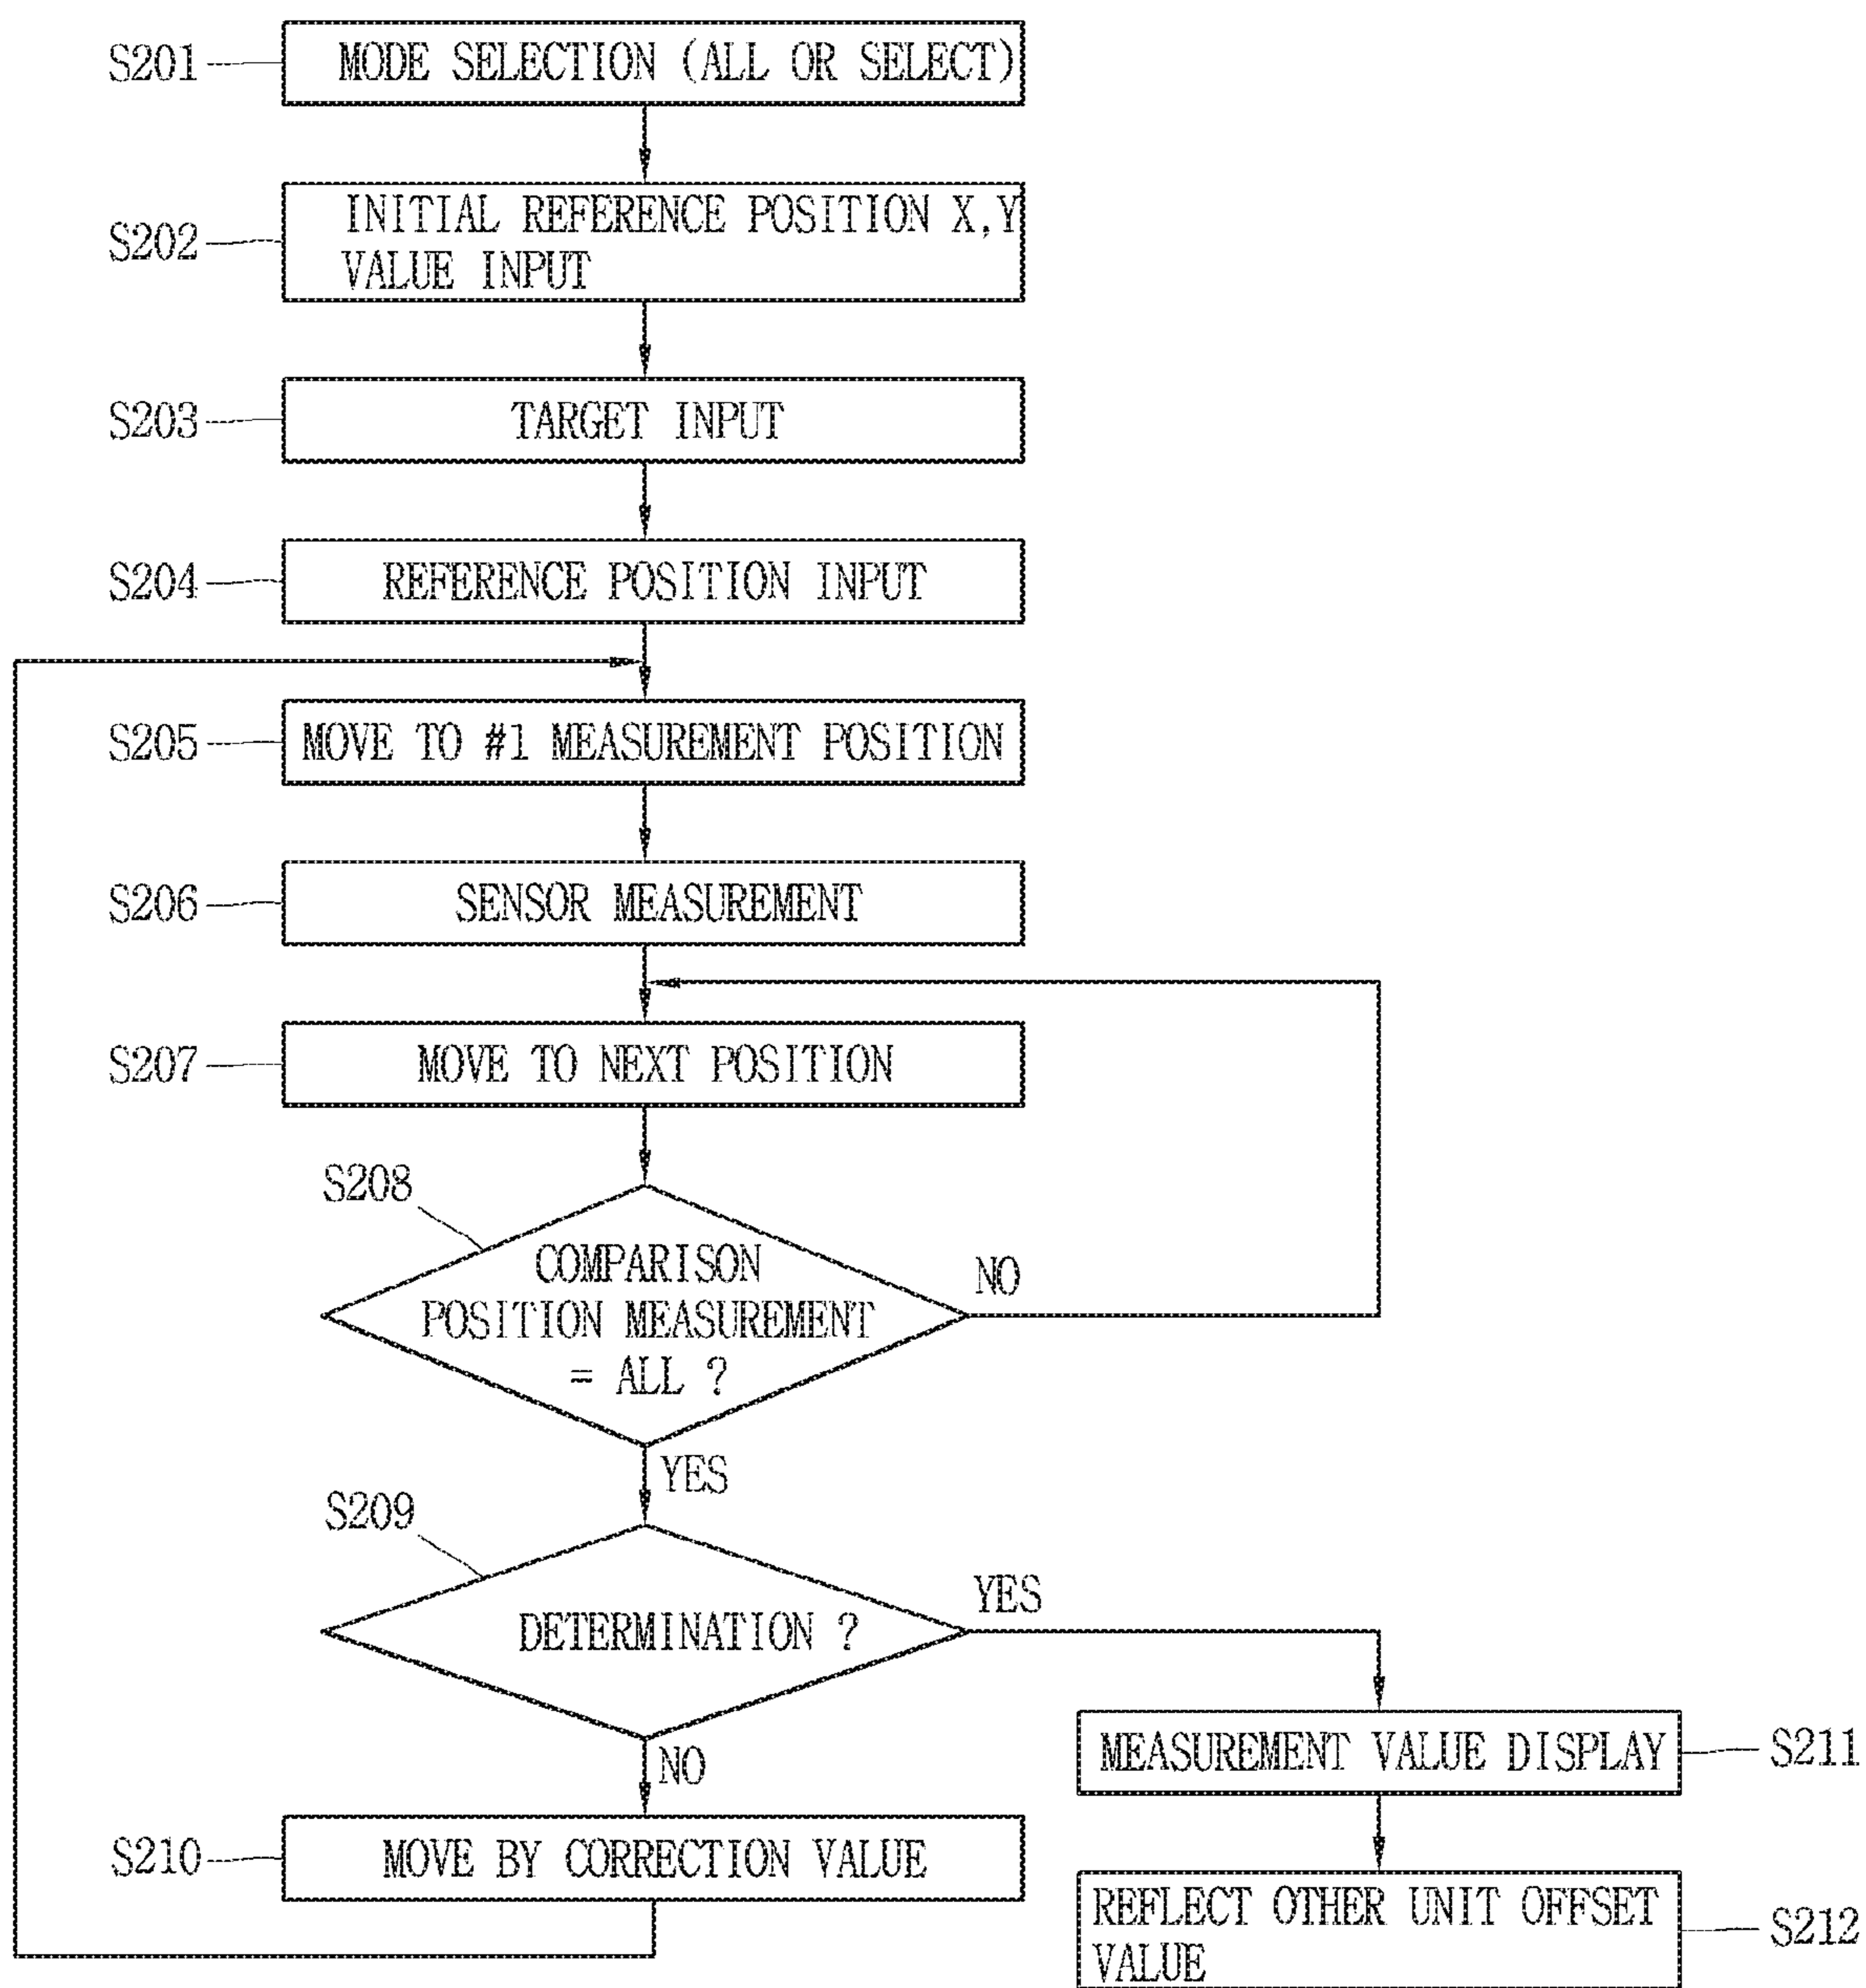 S201
MODE SELECTION (ALL OR SELECT)
S202
INITIAL REFERENCE POSITION X,Y
VALUE INPUT
S203
TARGET INPUT
S204
REFERENCE POSITION INPUT
S205
MOVE TO #1 MEASUREMENT POSITION
S206
SENSOR MEASUREMENT
S207
MOVE TO NEXT POSITION
S208
COMPARISON
POSITION MEASUREMENT
= ALL ?
NO
YES
S209
DETERMINATION ?
YES
NO
MEASUREMENT VALUE DISPLAY
S211
S210
MOVE BY CORRECTION VALUE
REFLECT OTHER UNIT OFFSET
VALUE
S212